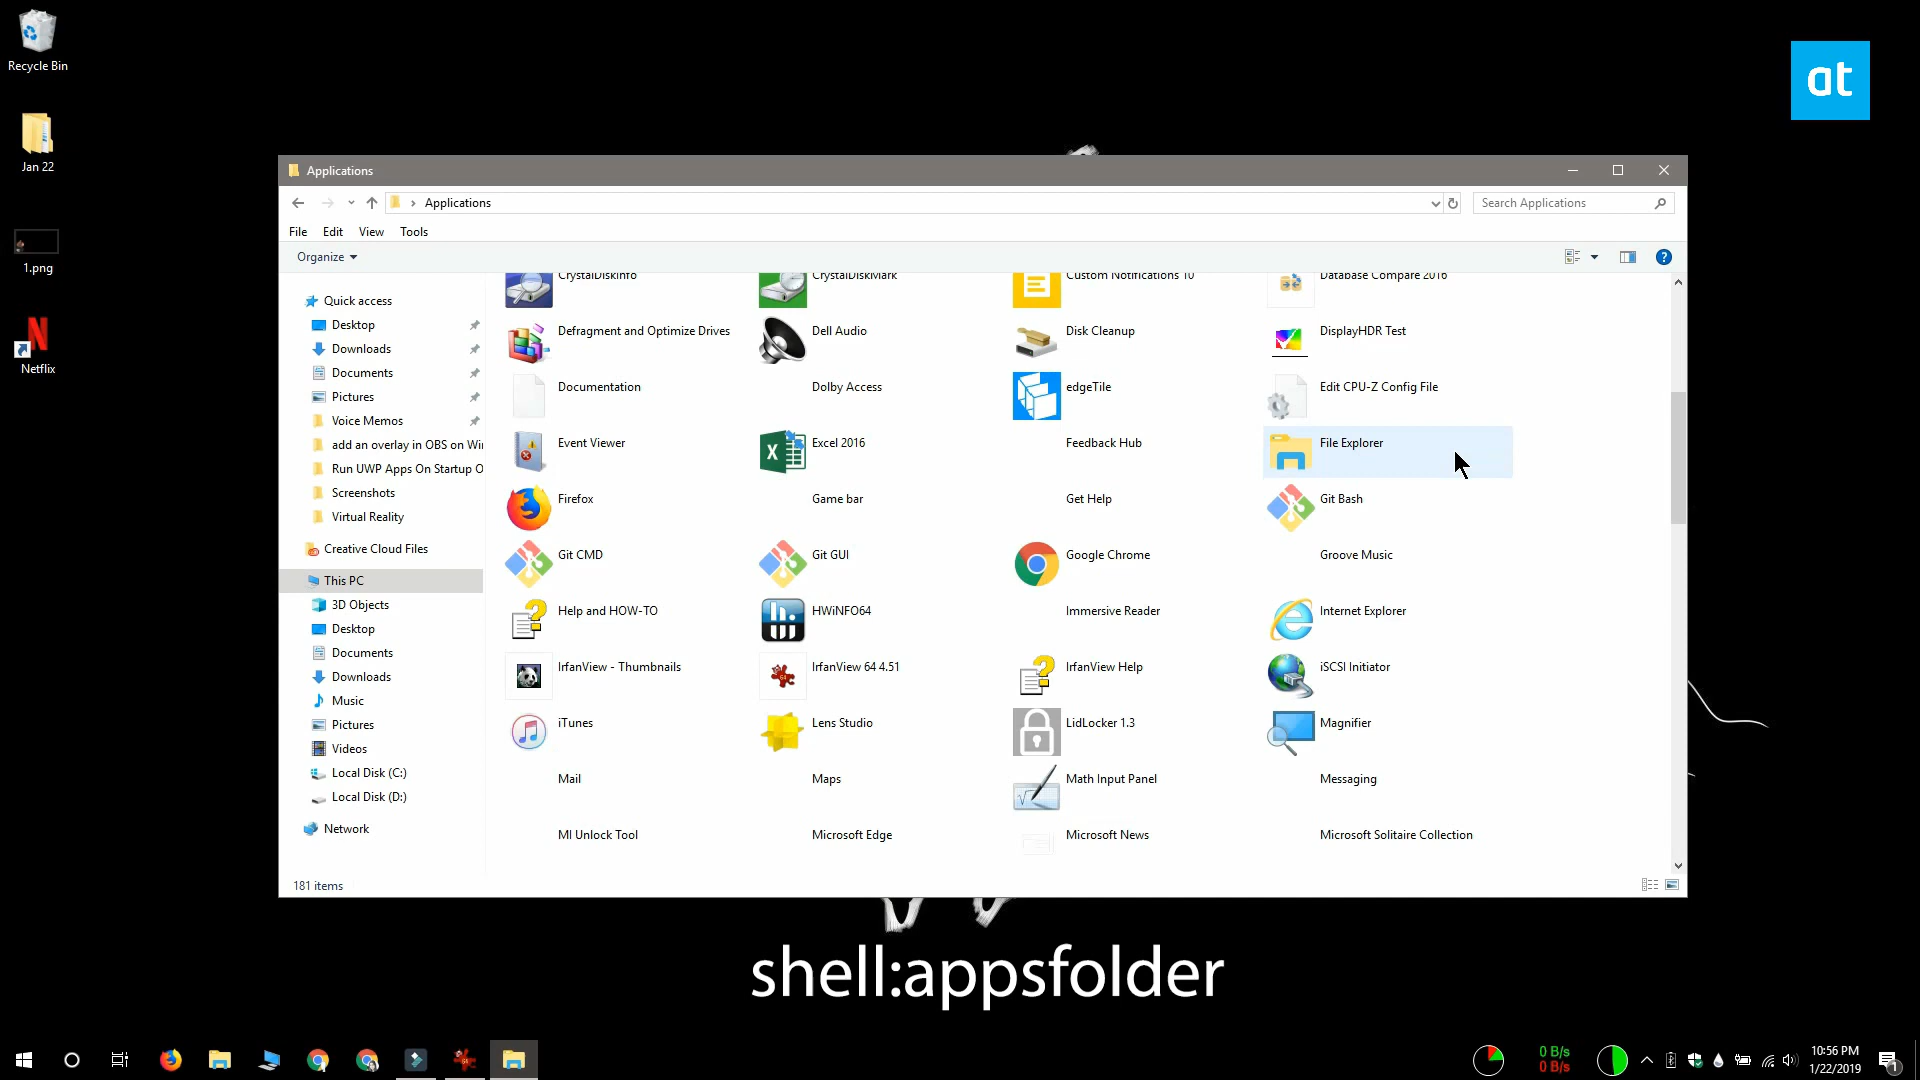 Recycle Bin
Jan 22
1.png
Netflix
at
Applications
Applications
Search Applications
File Edit View Tools
Organize
Quick access
Desktop
Downloads
Documents
Pictures
Voice Memos
add an overlay in OBS on Wi
Run UWP Apps On Startup O
Screenshots
Virtual Reality
Creative Cloud Files
This PC
3D Objects
Desktop
Documents
Downloads
Music
Pictures
Videos
Local Disk (C:)
Local Disk (D:)
Network
CrystalDiskInfo CrystalDiskMark Custom Notifications 10 Database Compare 2016
Defragment and Optimize Drives Dell Audio Disk Cleanup DisplayHDR Test
Documentation Dolby Access edgeTile Edit CPU-Z Config File
Event Viewer Excel 2016 Feedback Hub File Explorer
Firefox Game bar Get Help Git Bash
Git CMD Git GUI Google Chrome Groove Music
Help and HOW-TO HWiNFO64 Immersive Reader Internet Explorer
IrfanView - Thumbnails IrfanView 64 4.51 IrfanView Help iSCSI Initiator
iTunes Lens Studio LidLocker 1.3 Magnifier
Mail Maps Math Input Panel Messaging
MI Unlock Tool Microsoft Edge Microsoft News Microsoft Solitaire Collection
181 items
shell:appsfolder
0 B/s
0 B/s
10:56 PM
1/22/2019
1